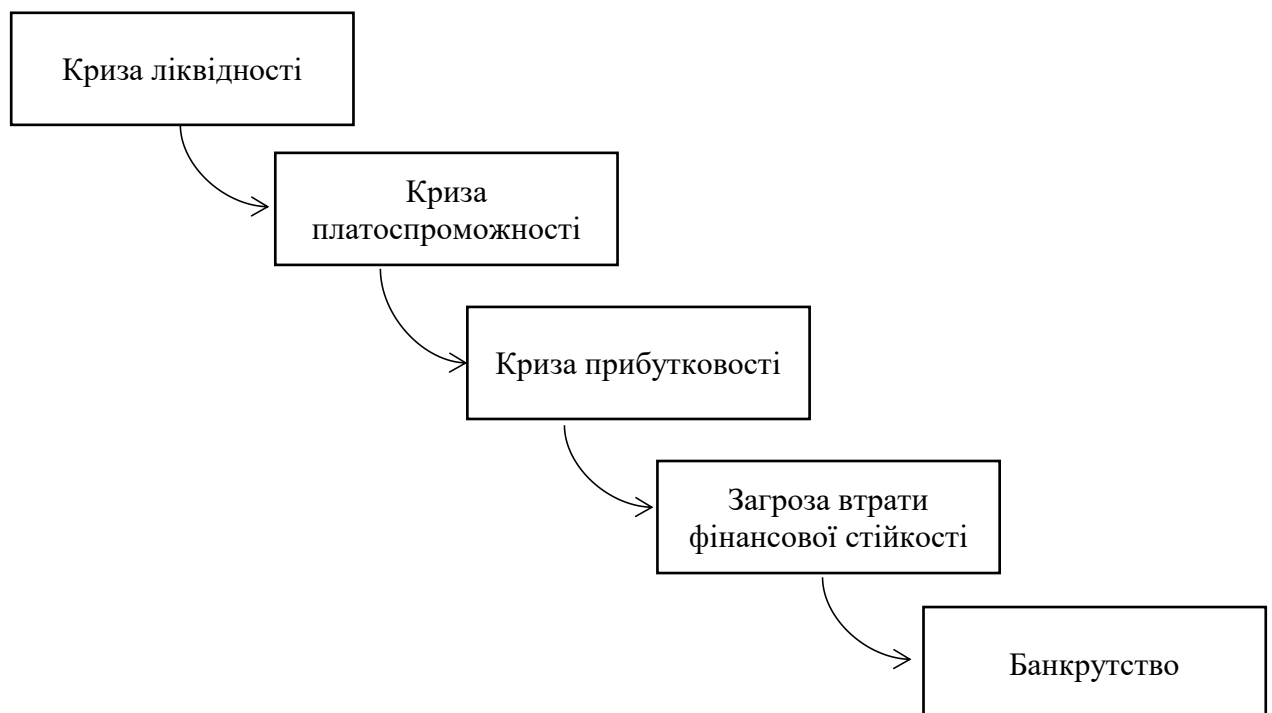 Криза ліквідності
Криза
платоспроможності
Криза прибутковості
Загроза втрати
фінансової стійкості
Банкрутство